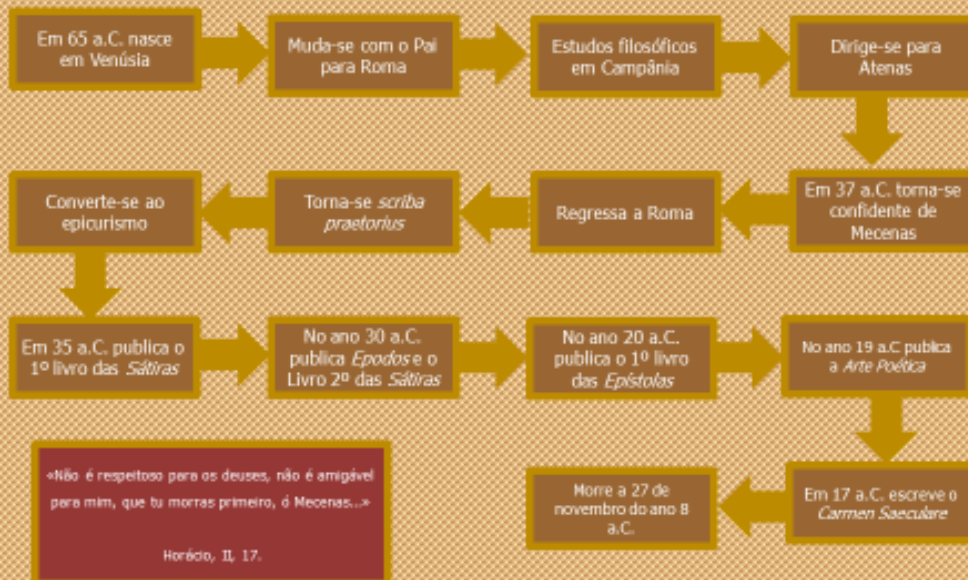 Em 65 a.C. nasce
em Venúsia
Muda-se com o Pai
para Roma
Estudos filosóficos
em Campânia
Dirige-se para
Atenas
Em 37 a.C. torna-se
confidente de
Mecenas
Regressa a Roma
Torna-se scriba
praetorius
Converte-se ao
epicurismo
Em 35 a.C. publica o
1º livro das Sátiras
No ano 30 a.C.
publica Epodos e o
Livro 2º das Sátiras
No ano 20 a.C.
publica o 1º livro
das Epístolas
No ano 19 a.C publica
a Arte Poética
Em 17 a.C. escreve o
Carmen Saeculare
Morre a 27 de
novembro do ano 8
a.C.
«Não é respeitoso para os deuses, não é amigável
para mim, que tu morras primeiro, ó Mecenas...»
Horácio, II, 17.